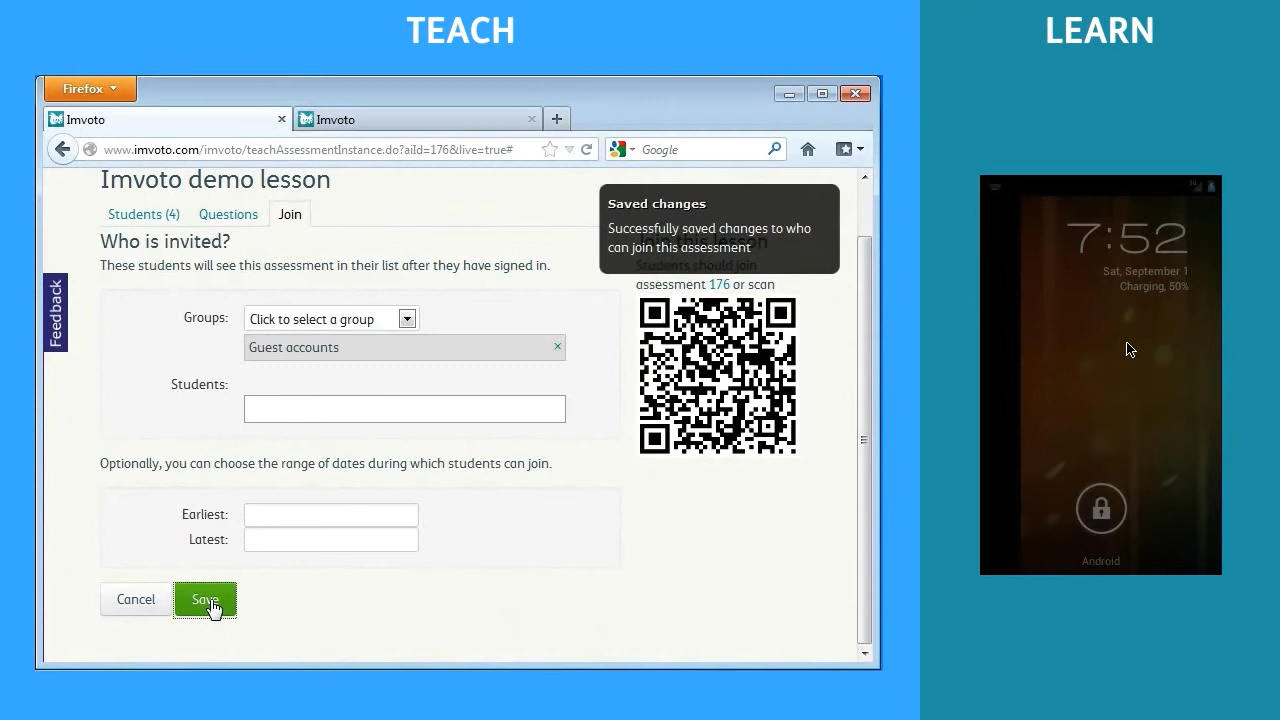 TEACH
LEARN
Firefox
Imvoto
Imvoto
www.imvoto.com/imvoto/teachAssessmentInstance.do?aiId=176&live=true#
Google
Imvoto demo lesson
Students (4)
Questions
Join
Saved changes
Successfully saved changes to who
can join this assessment
Who is invited?
Join this lesson
These students will see this assessment in their list after they have signed in.
Students should join
assessment 176 or scan
Feedback
Groups:
Click to select a group
Guest accounts
Students:
Optionally, you can choose the range of dates during which students can join.
Earliest:
Latest:
Cancel
Save
7:52
Sat, September 1
Charging, 50%
Android